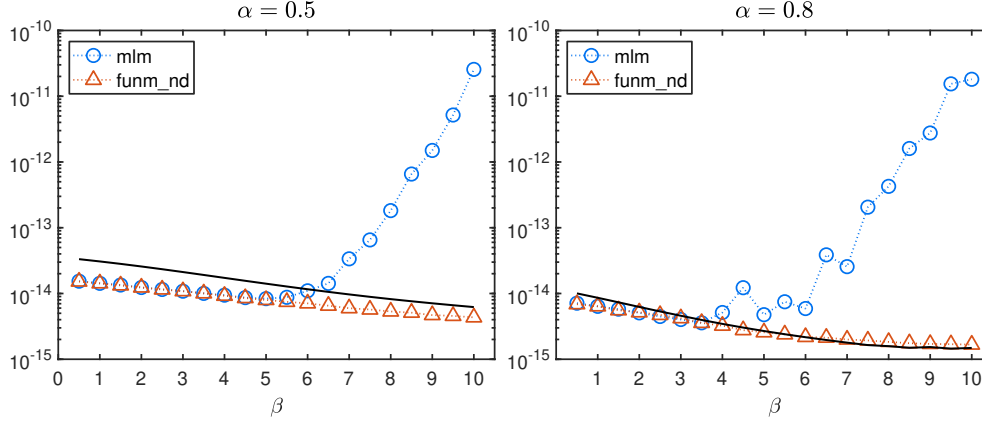 α = 0.5
10^-10
10^-11
10^-12
10^-13
10^-14
10^-15
mlm
funm_nd
0 1 2 3 4 5 6 7 8 9 10
β
α = 0.8
10^-10
10^-11
10^-12
10^-13
10^-14
10^-15
mlm
funm_nd
1 2 3 4 5 6 7 8 9 10
β